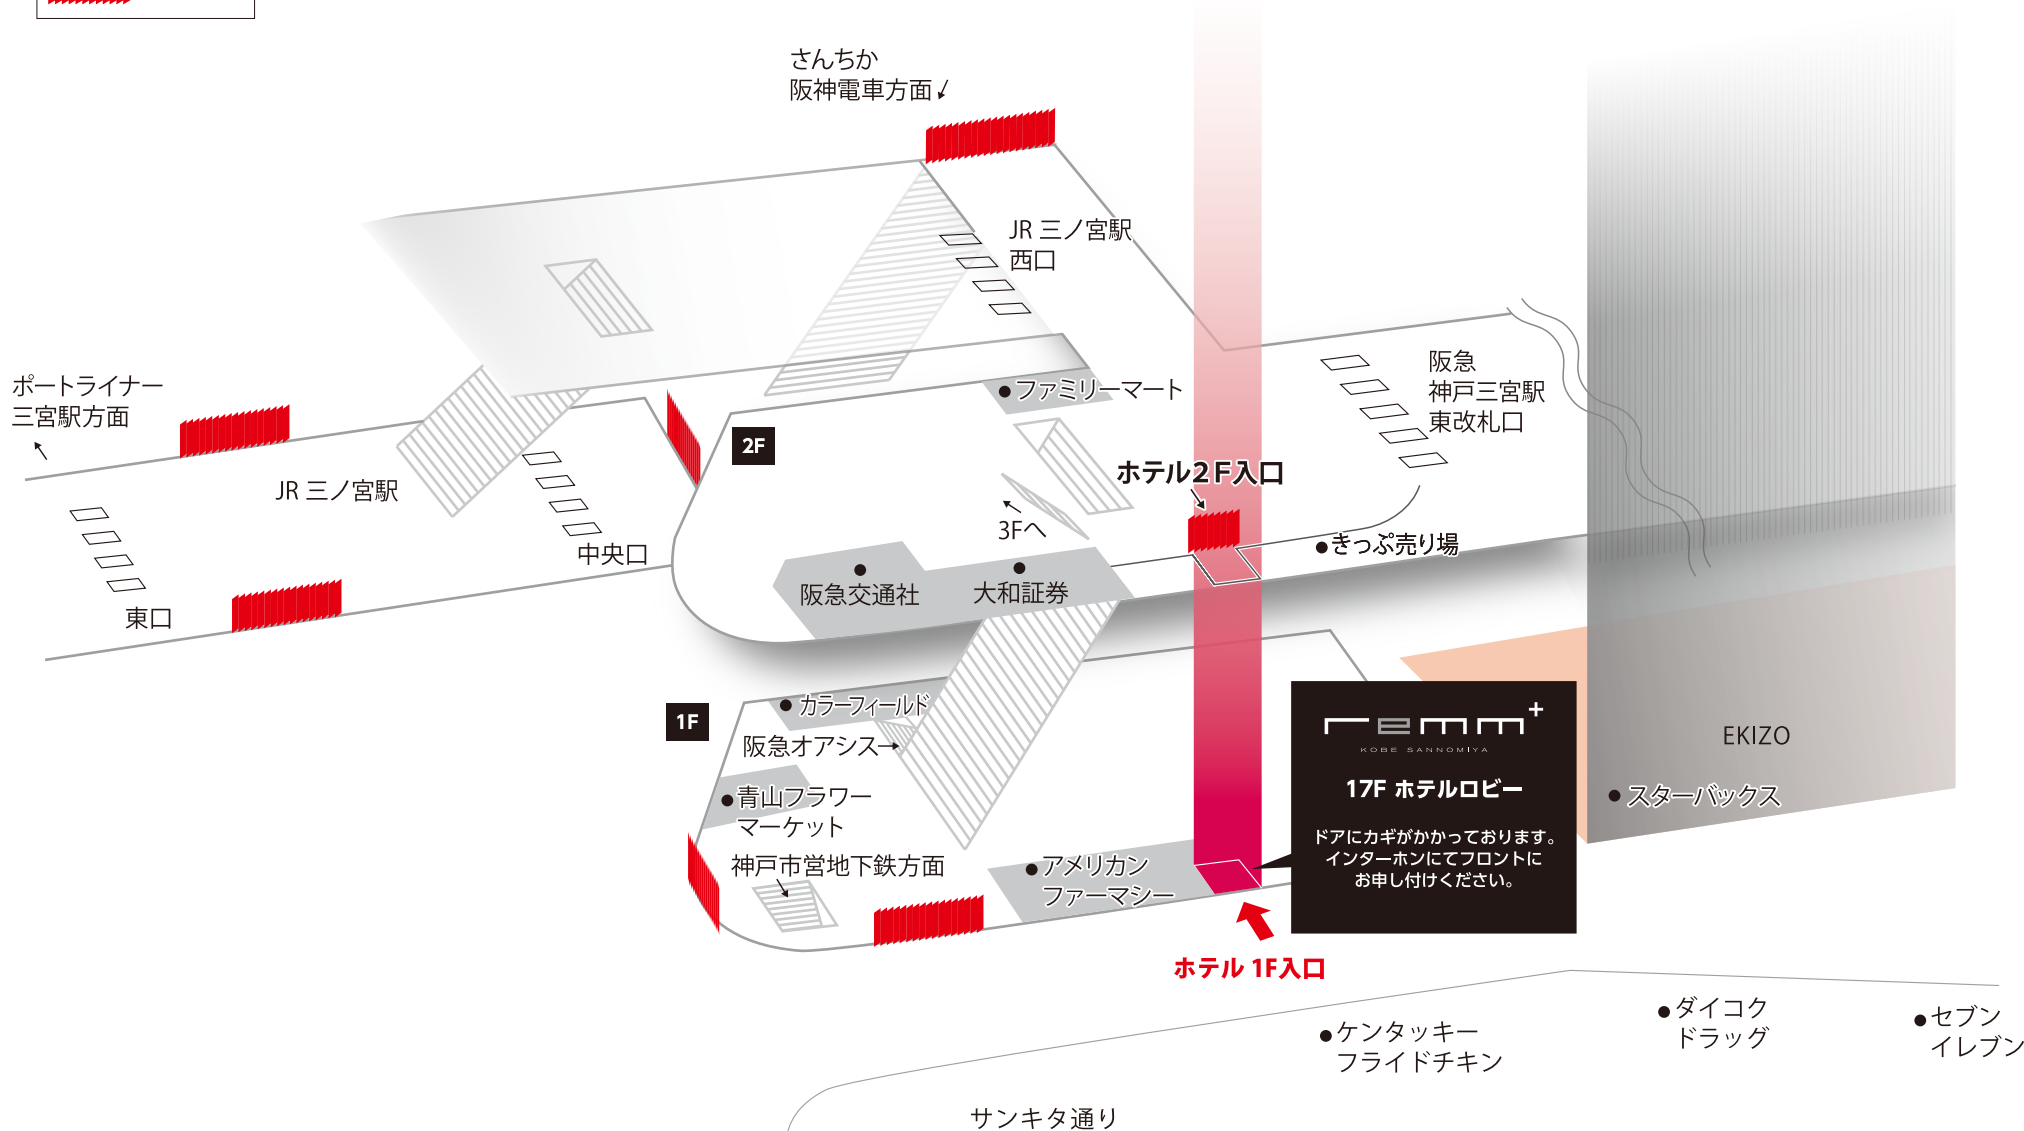 さんちか
阪神電車方面
JR 三ノ宮駅
西口
ポートライナー
三宮駅方面
JR 三ノ宮駅
中央口
東口
2F
ファミリーマート
ホテル2F入口
3Fへ
阪急
神戸三宮駅
東改札口
きっぷ売り場
阪急交通社
大和証券
1F
カラーフィールド
阪急オアシス
青山フラワー
マーケット
神戸市営地下鉄方面
アメリカン
ファーマシー
remm+
KOBE SANNOMIYA
17F ホテルロビー
ドアにカギがかかっております。
インターホンにてフロントに
お申し付けください。
ホテル 1F入口
EKIZO
スターバックス
ケンタッキー
フライドチキン
ダイコク
ドラッグ
セブン
イレブン
サンキタ通り